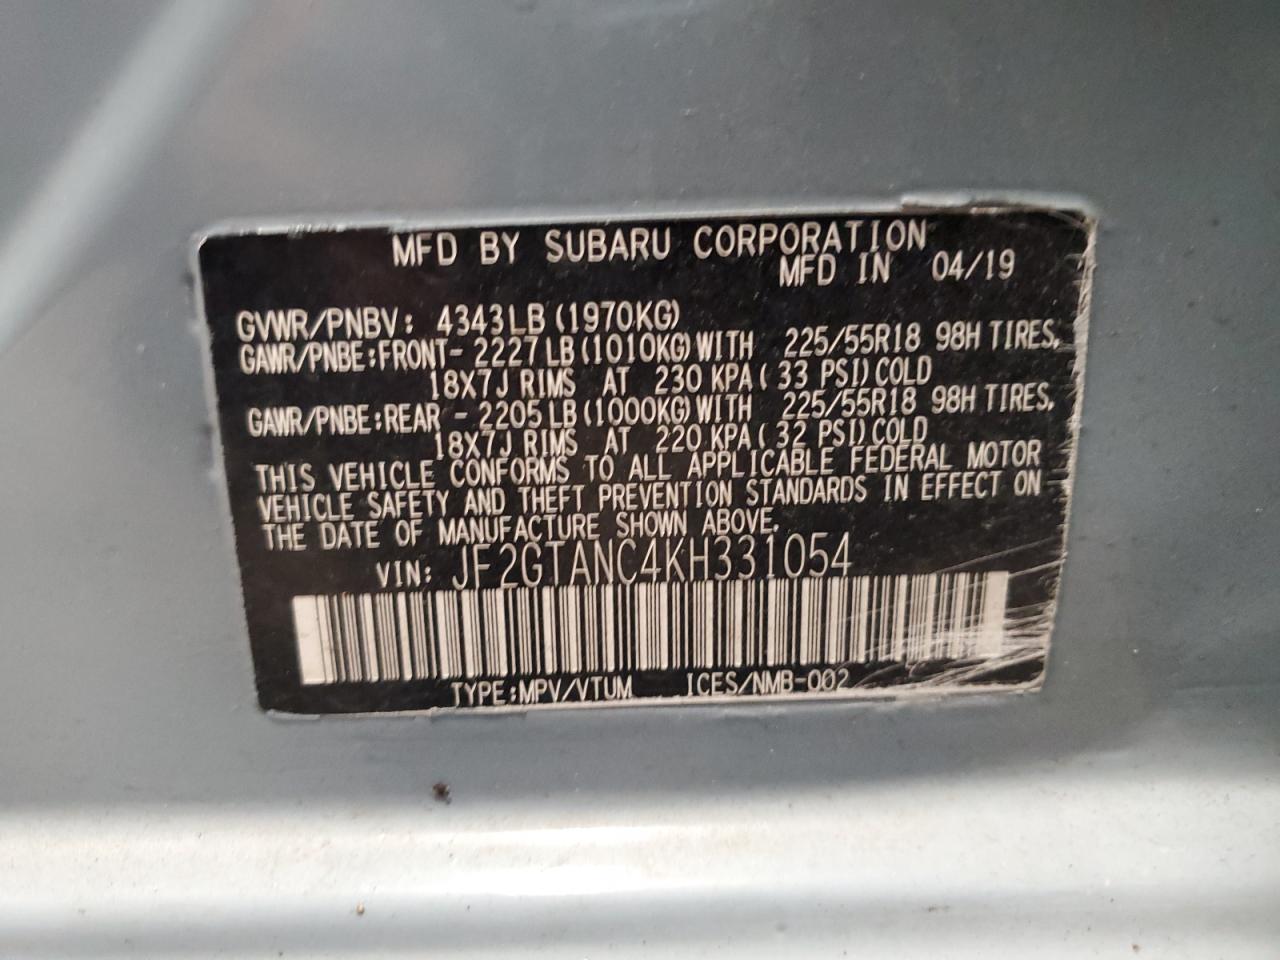 MFD BY SUBARU CORPORATION
MFD IN 04/19
GVWR/PNBV: 4343LB (1970KG)
GAWR/PNBE:FRONT- 2227LB(1010KG)WITH 225/55R18 98H TIRES,
18X7J RIMS AT 230 KPA( 33 PSI)COLD
GAWR/PNBE:REAR - 2205LB(1000KG)WITH 225/55R18 98H TIRES,
18X7J RIMS AT 220 KPA( 32 PSI)COLD
THIS VEHICLE CONFORMS TO ALL APPLICABLE FEDERAL MOTOR
VEHICLE SAFETY AND THEFT PREVENTION STANDARDS IN EFFECT ON
THE DATE OF MANUFACTURE SHOWN ABOVE.
VIN: JF2GTANC4KH331054
TYPE:MPV/VTUM ICES/NMB-002